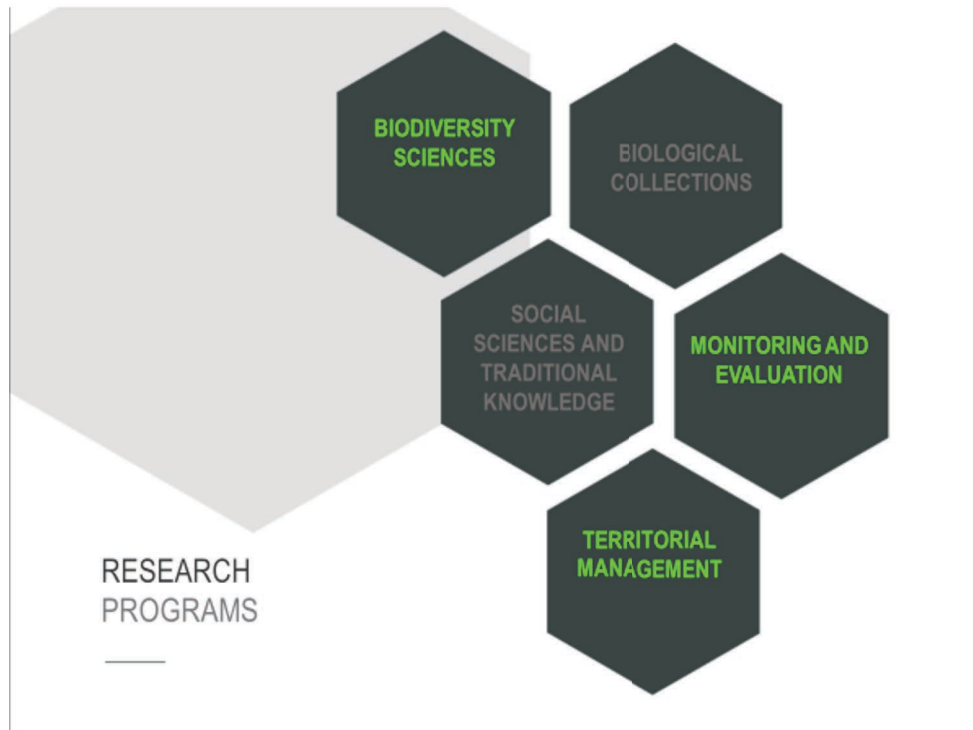 BIODIVERSITY
SCIENCES
BIOLOGICAL
COLLECTIONS
SOCIAL
SCIENCES AND
TRADITIONAL
KNOWLEDGE
MONITORING AND
EVALUATION
TERRITORIAL
MANAGEMENT
RESEARCH
PROGRAMS